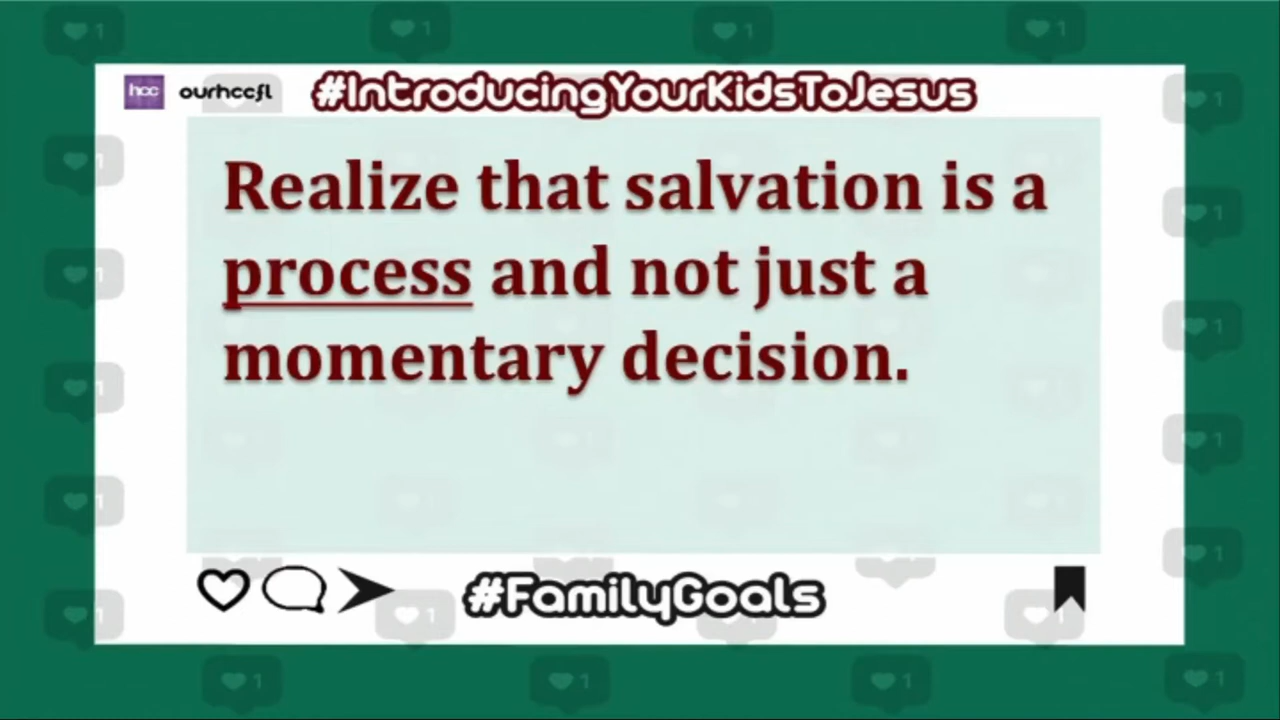 hcc ourhccfl #IntroducingYourKidsToJesus
Realize that salvation is a
process and not just a
momentary decision.
#FamilyGoals